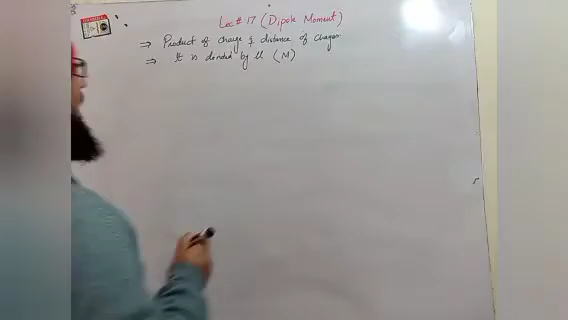 Lec # 17 (Dipole Moment)
⇒ Product of charge & distance of charges
⇒ It is denoted by μ (M)